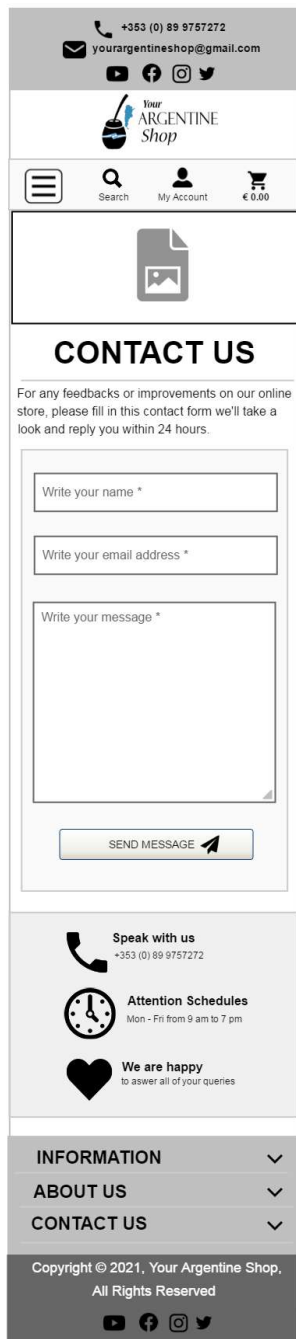 +353 (0) 89 9757272
yourargentineshop@gmail.com
Your
ARGENTINE
Shop
Search
My Account
€ 0.00
CONTACT US
For any feedbacks or improvements on our online
store, please fill in this contact form we'll take a
look and reply you within 24 hours.
Write your name *
Write your email address *
Write your message *
SEND MESSAGE
Speak with us
+353 (0) 89 9757272
Attention Schedules
Mon - Fri from 9 am to 7 pm
We are happy
to aswer all of your queries
INFORMATION
ABOUT US
CONTACT US
Copyright © 2021, Your Argentine Shop,
All Rights Reserved